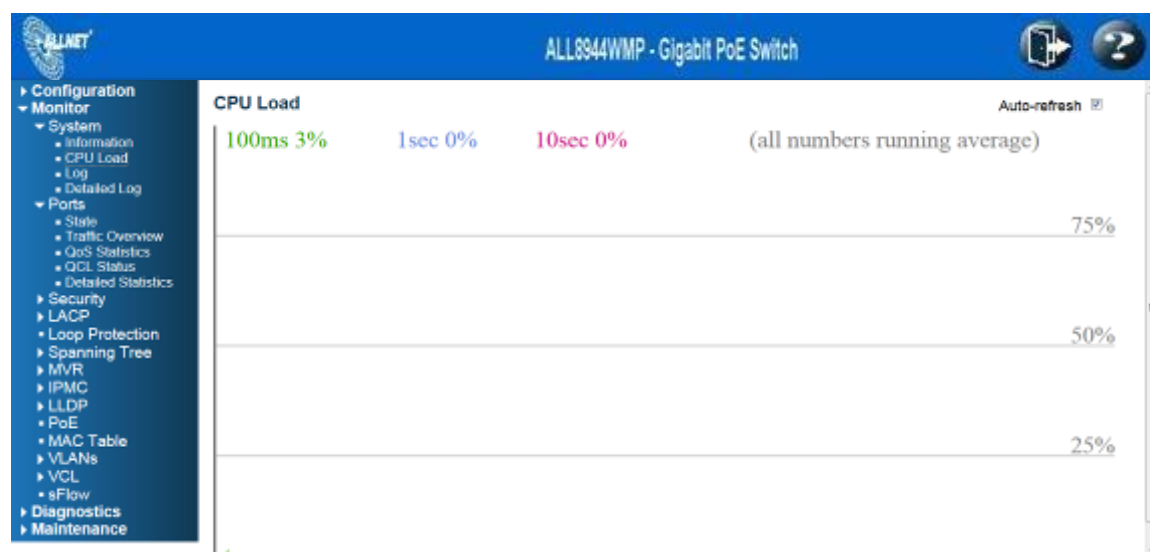 ALLNET
ALL8944WMP - Gigabit PoE Switch
Configuration
Monitor
System
Information
CPU Load
Log
Detailed Log
Ports
State
Traffic Overview
QoS Statistics
QCL Status
Detailed Statistics
Security
LACP
Loop Protection
Spanning Tree
MVR
IPMC
LLDP
PoE
MAC Table
VLANs
VCL
sFlow
Diagnostics
Maintenance
CPU Load
Auto-refresh
100ms 3% 1sec 0% 10sec 0% (all numbers running average)
75%
50%
25%